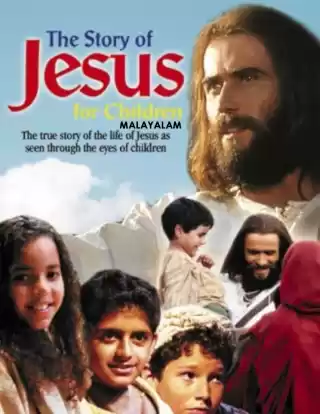 The Story of
Jesus
for Children
MALAYALAM
The true story of the life of Jesus as
seen through the eyes of children